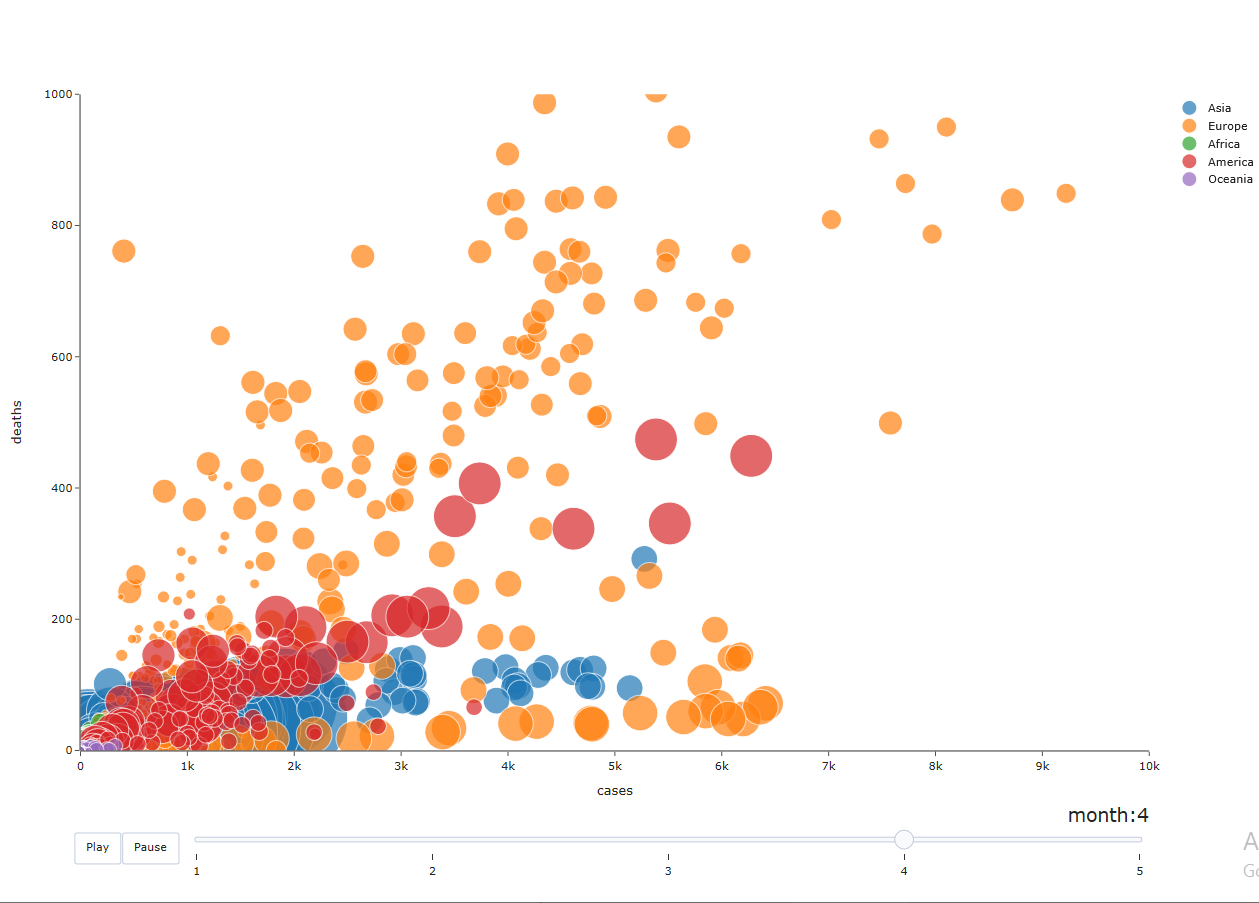 1000
800
600
400
200
0
deaths
0 1k 2k 3k 4k 5k 6k 7k 8k 9k 10k
cases
Asia
Europe
Africa
America
Oceania
month:4
Play Pause
1 2 3 4 5
A
Go